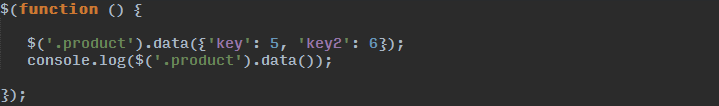 $(function () {
$('.product').data({'key': 5, 'key2': 6});
console.log($('.product').data());
});